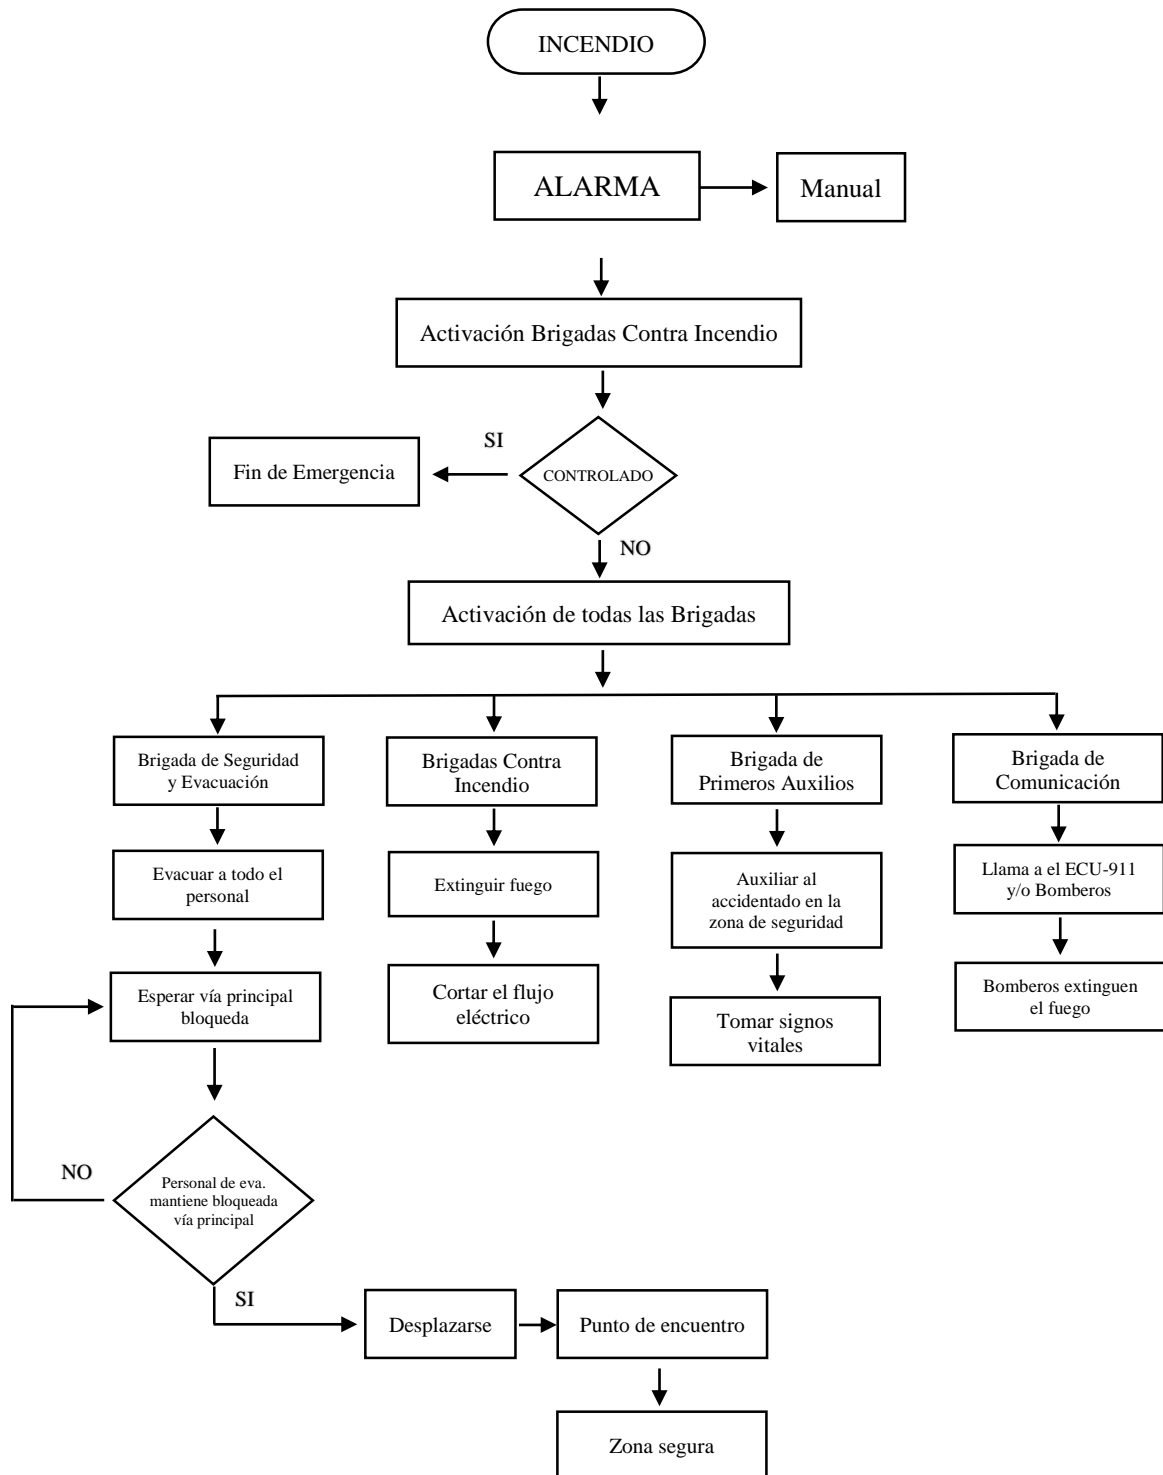 INCENDIO
ALARMA
Manual
Activación Brigadas Contra Incendio
SI
Fin de Emergencia
CONTROLADO
NO
Activación de todas las Brigadas
Brigada de Seguridad
y Evacuación
Brigadas Contra
Incendio
Brigada de
Primeros Auxilios
Brigada de
Comunicación
Evacuar a todo el
personal
Extinguir fuego
Auxiliar al
accidentado en la
zona de seguridad
Llama a el ECU-911
y/o Bomberos
Esperar vía principal
bloqueda
Cortar el flujo
eléctrico
Tomar signos
vitales
Bomberos extinguen
el fuego
NO
Personal de eva.
mantiene bloqueada
vía principal
SI
Desplazarse
Punto de encuentro
Zona segura